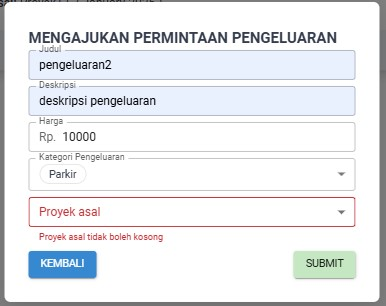 MENGAJUKAN PERMINTAAN PENGELUARAN
Judul
pengeluaran2
Deskripsi
deskripsi pengeluaran
Harga
Rp. 10000
Kategori Pengeluaran
Parkir
Proyek asal
Proyek asal tidak boleh kosong
KEMBALI SUBMIT